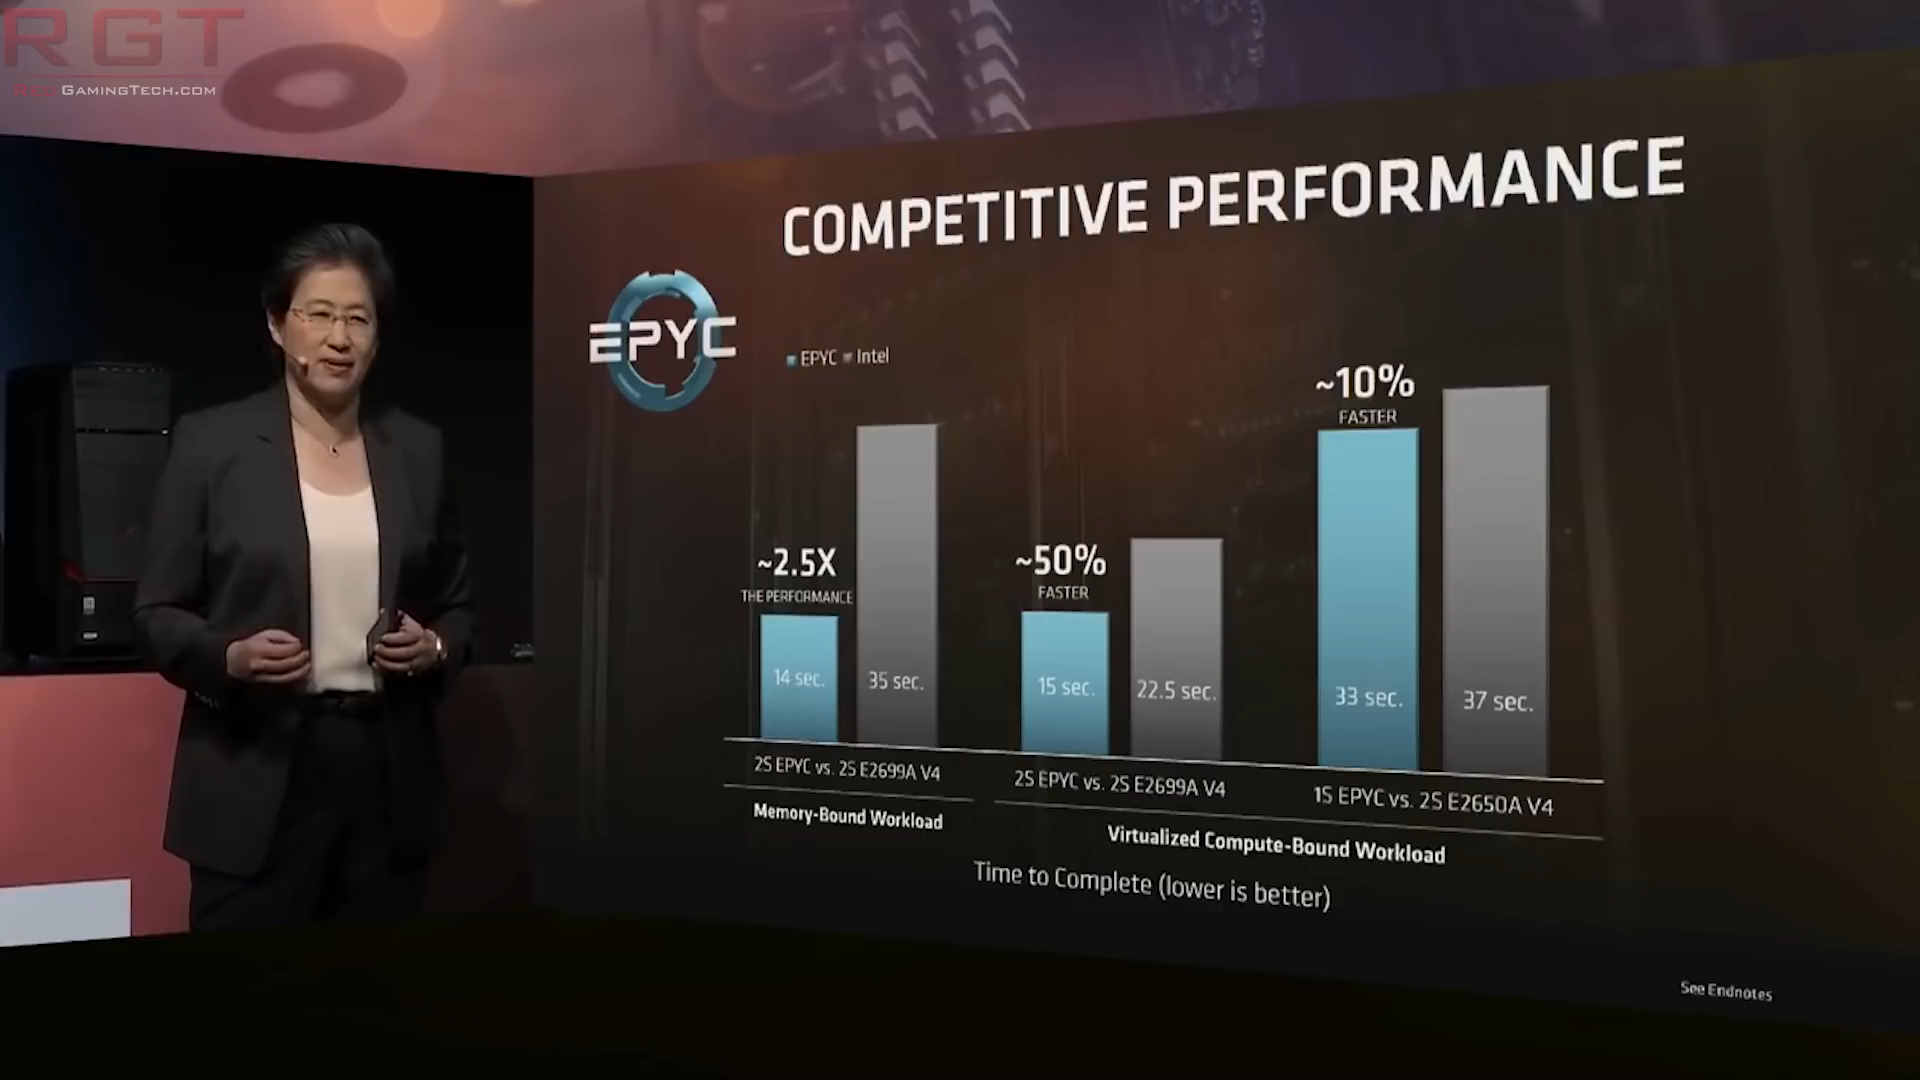 RGT
RedGamingTech.com
COMPETITIVE PERFORMANCE
EPYC
EPYC Intel
~2.5X
THE PERFORMANCE
~50%
FASTER
~10%
FASTER
14 sec.
35 sec.
15 sec.
22.5 sec.
33 sec.
37 sec.
2S EPYC vs. 2S E2699A V4
2S EPYC vs. 2S E2699A V4
1S EPYC vs. 2S E2650A V4
Memory-Bound Workload
Virtualized Compute-Bound Workload
Time to Complete (lower is better)
See Endnotes